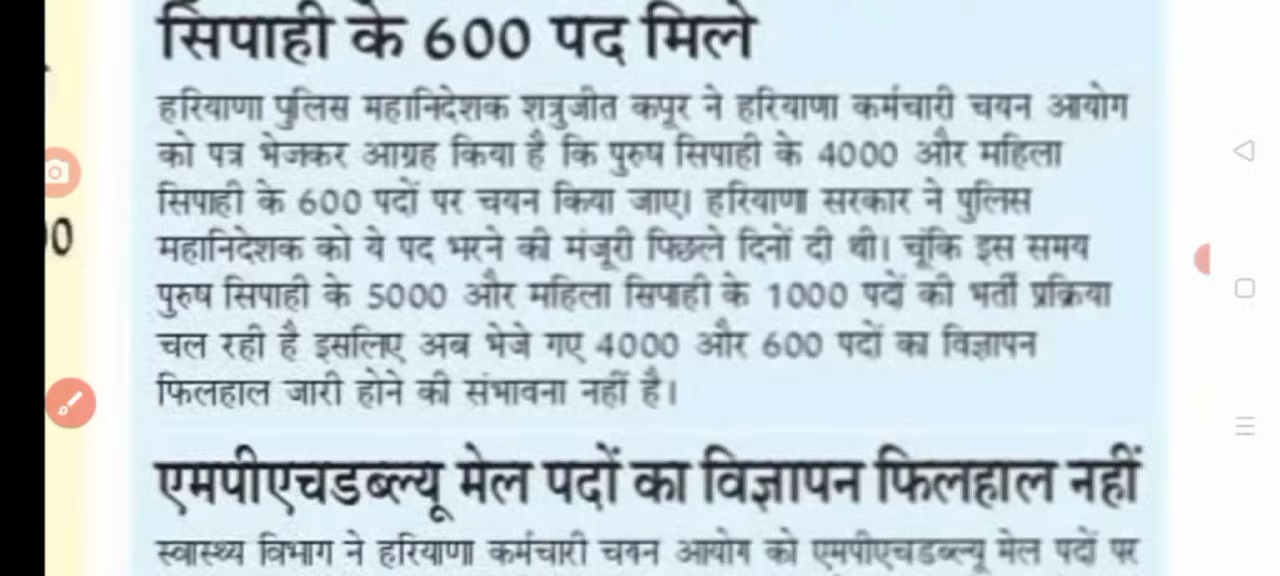 सिपाही के 600 पद मिले
हरियाणा पुलिस महानिदेशक शत्रुजीत कपूर ने हरियाणा कर्मचारी चयन आयोग
को पत्र भेजकर आग्रह किया है कि पुरुष सिपाही के 4000 और महिला
सिपाही के 600 पदों पर चयन किया जाए। हरियाणा सरकार ने पुलिस
महानिदेशक को ये पद भरने की मंजूरी पिछले दिनों दी थी। चूंकि इस समय
पुरुष सिपाही के 5000 और महिला सिपाही के 1000 पदों की भर्ती प्रक्रिया
चल रही है इसलिए अब भेजे गए 4000 और 600 पदों का विज्ञापन
फिलहाल जारी होने की संभावना नहीं है।
एमपीएचडब्ल्यू मेल पदों का विज्ञापन फिलहाल नहीं
स्वास्थ्य विभाग ने हरियाणा कर्मचारी चयन आयोग को एमपीएचडब्ल्यू मेल पदों पर